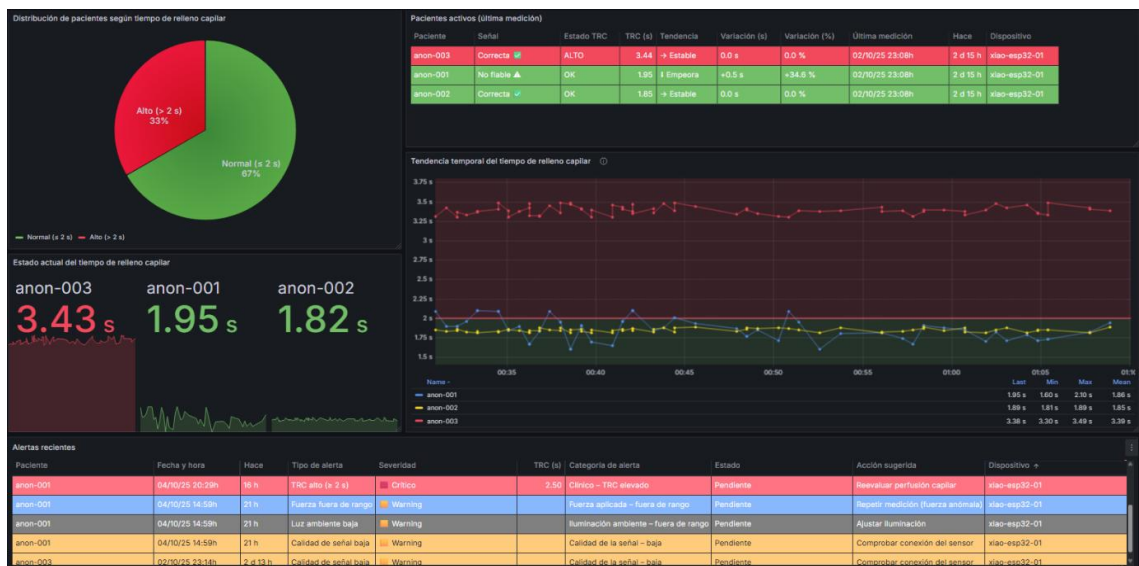 Distribución de pacientes según tiempo de relleno capilar
Alto (> 2 s)
33%
Normal (≤ 2 s)
67%
Normal (≤ 2 s) Alto (> 2 s)
Pacientes activos (última medición)
Paciente Señal Estado TRC TRC (s) Tendencia Variación (s) Variación (%) Última medición Hace Dispositivo
anon-003 Correcta ✅ ALTO 3.44 → Estable 0.0 s 0.0 % 02/10/25 23:08h 2 d 15 h xiao-esp32-01
anon-001 No fiable ⚠ OK 1.95 ⬇ Empeora +0.5 s +34.6 % 02/10/25 23:08h 2 d 15 h xiao-esp32-01
anon-002 Correcta ✅ OK 1.85 → Estable 0.0 s 0.0 % 02/10/25 23:08h 2 d 15 h xiao-esp32-01
Tendencia temporal del tiempo de relleno capilar
3.75 s
3.5 s
3.25 s
3 s
2.75 s
2.5 s
2.25 s
2 s
1.75 s
1.5 s
00:35 00:40 00:45 00:50 00:55 01:00 01:05
Name Last Min Max Mean
anon-001 1.95 s 1.60 s 2.10 s 1.86 s
anon-002 1.89 s 1.81 s 1.89 s 1.85 s
anon-003 3.38 s 3.30 s 3.49 s 3.39 s
Estado actual del tiempo de relleno capilar
anon-003 anon-001 anon-002
3.43 s 1.95 s 1.82 s
Alertas recientes
Paciente Fecha y hora Hace Tipo de alerta Severidad TRC (s) Categoría de alerta Estado Acción sugerida Dispositivo ↑
anon-001 04/10/25 20:29h 16 h TRC alto (≥ 2 s) Crítico 2.50 Clínico – TRC elevado Pendiente Reevaluar perfusión capilar xiao-esp32-01
anon-001 04/10/25 14:59h 21 h Fuerza fuera de rango Warning Fuerza aplicada – fuera de rango Pendiente Repetir medición (fuerza anómala) xiao-esp32-01
anon-001 04/10/25 14:59h 21 h Luz ambiente baja Warning Iluminación ambiente – fuera de rango Pendiente Ajustar iluminación xiao-esp32-01
anon-001 04/10/25 14:59h 21 h Calidad de señal baja Warning Calidad de la señal – baja Pendiente Comprobar conexión del sensor xiao-esp32-01
anon-003 02/10/25 23:14h 2 d 13 h Calidad de señal baja Warning Calidad de la señal – baja Pendiente Comprobar conexión del sensor xiao-esp32-01